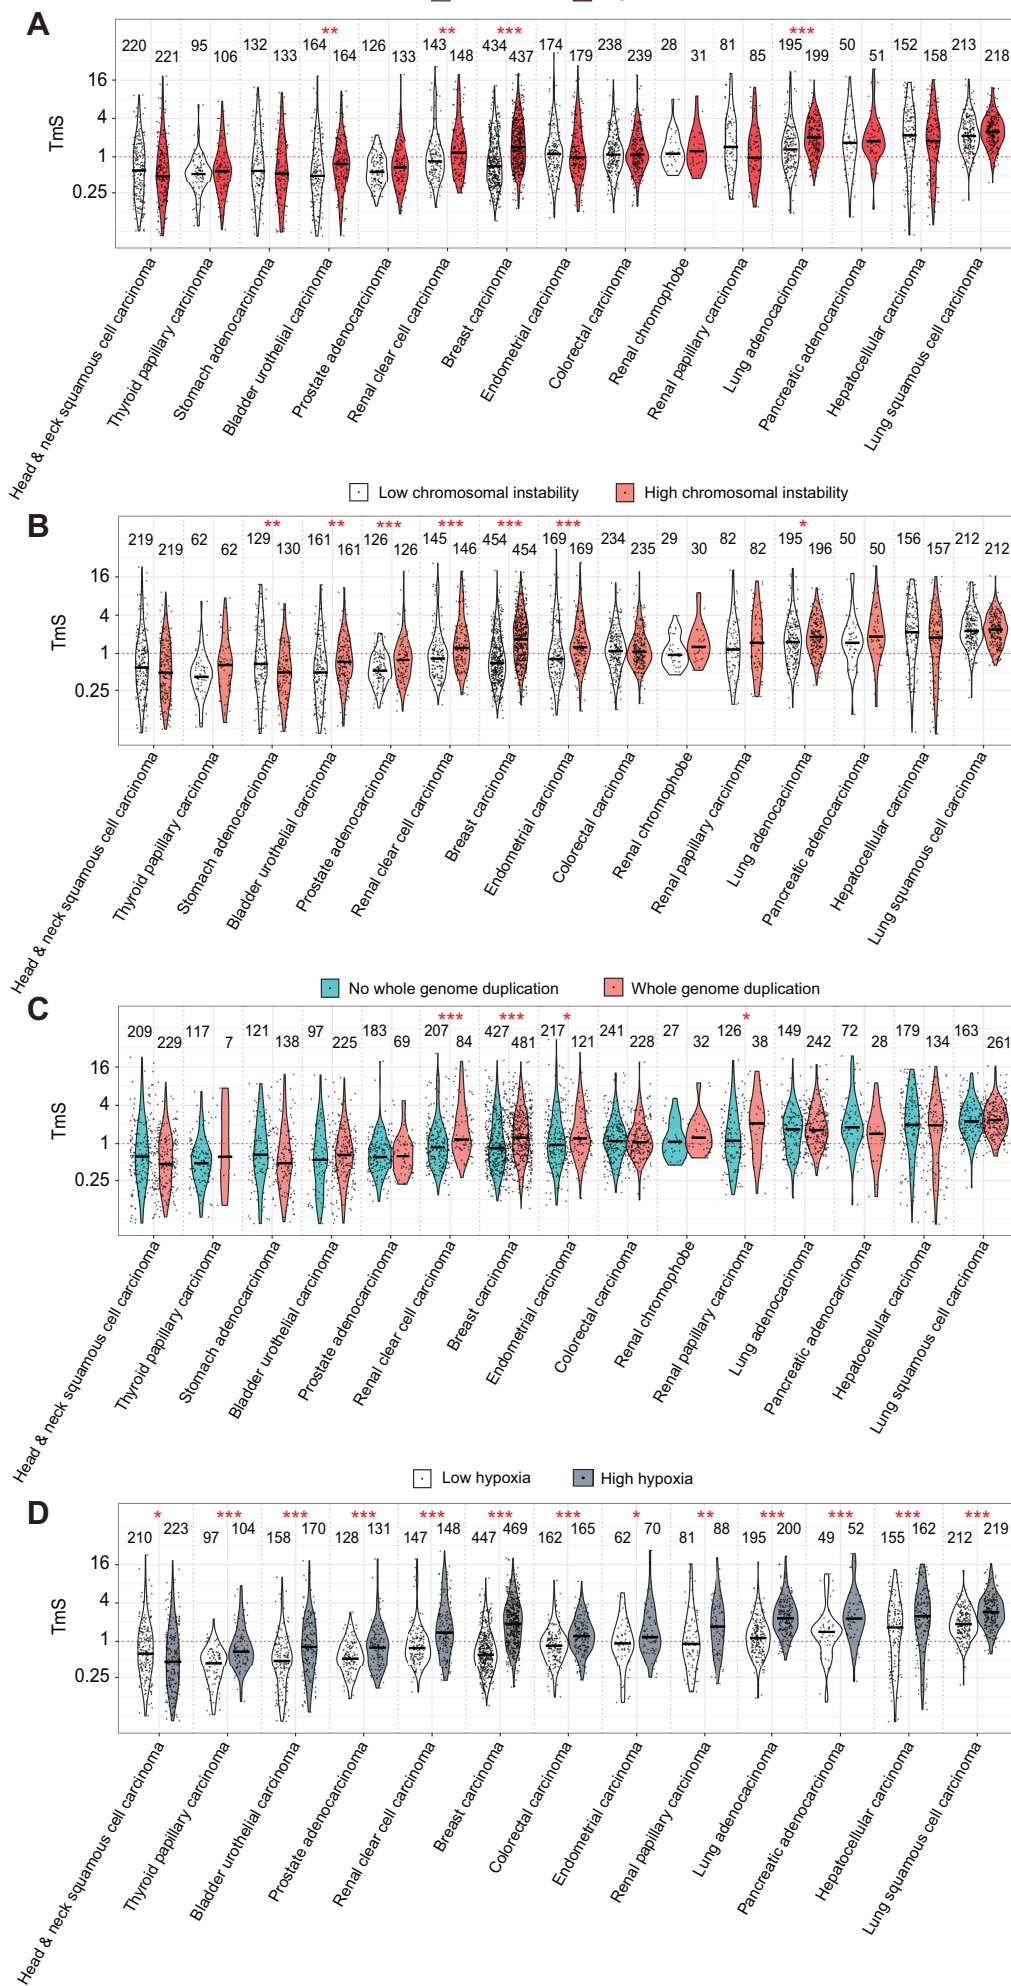 A
** ** *** ***
220 95 132 164 126 143 434 174 238 28 81 195 50 152 213
221 106 133 164 133 148 437 179 239 31 85 199 51 158 218
16
4
1
0.25
TmS
Head & neck squamous cell carcinoma
Thyroid papillary carcinoma
Stomach adenocarcinoma
Bladder urothelial carcinoma
Prostate adenocarcinoma
Renal clear cell carcinoma
Breast carcinoma
Endometrial carcinoma
Colorectal carcinoma
Renal chromophobe
Renal papillary carcinoma
Lung adenocacinoma
Pancreatic adenocarcinoma
Hepatocellular carcinoma
Lung squamous cell carcinoma
Low chromosomal instability High chromosomal instability
B
** ** *** *** *** *** *
219 62 129 161 126 145 454 169 234 29 82 195 50 156 212
219 62 130 161 126 146 454 169 235 30 82 196 50 157 212
16
4
1
0.25
TmS
Head & neck squamous cell carcinoma
Thyroid papillary carcinoma
Stomach adenocarcinoma
Bladder urothelial carcinoma
Prostate adenocarcinoma
Renal clear cell carcinoma
Breast carcinoma
Endometrial carcinoma
Colorectal carcinoma
Renal chromophobe
Renal papillary carcinoma
Lung adenocacinoma
Pancreatic adenocarcinoma
Hepatocellular carcinoma
Lung squamous cell carcinoma
No whole genome duplication Whole genome duplication
C
*** *** * *
209 117 121 97 183 207 427 217 241 27 126 149 72 179 163
229 7 138 225 69 84 481 121 228 32 38 242 28 134 261
16
4
1
0.25
TmS
Head & neck squamous cell carcinoma
Thyroid papillary carcinoma
Stomach adenocarcinoma
Bladder urothelial carcinoma
Prostate adenocarcinoma
Renal clear cell carcinoma
Breast carcinoma
Endometrial carcinoma
Colorectal carcinoma
Renal chromophobe
Renal papillary carcinoma
Lung adenocacinoma
Pancreatic adenocarcinoma
Hepatocellular carcinoma
Lung squamous cell carcinoma
Low hypoxia High hypoxia
D
* *** *** *** *** *** *** * ** *** *** *** ***
223 104 170 131 148 469 165 70 88 200 52 162 219
210 97 158 128 147 447 162 62 81 195 49 155 212
16
4
1
0.25
TmS
Head & neck squamous cell carcinoma
Thyroid papillary carcinoma
Bladder urothelial carcinoma
Prostate adenocarcinoma
Renal clear cell carcinoma
Breast carcinoma
Colorectal carcinoma
Endometrial carcinoma
Renal papillary carcinoma
Lung adenocacinoma
Pancreatic adenocarcinoma
Hepatocellular carcinoma
Lung squamous cell carcinoma